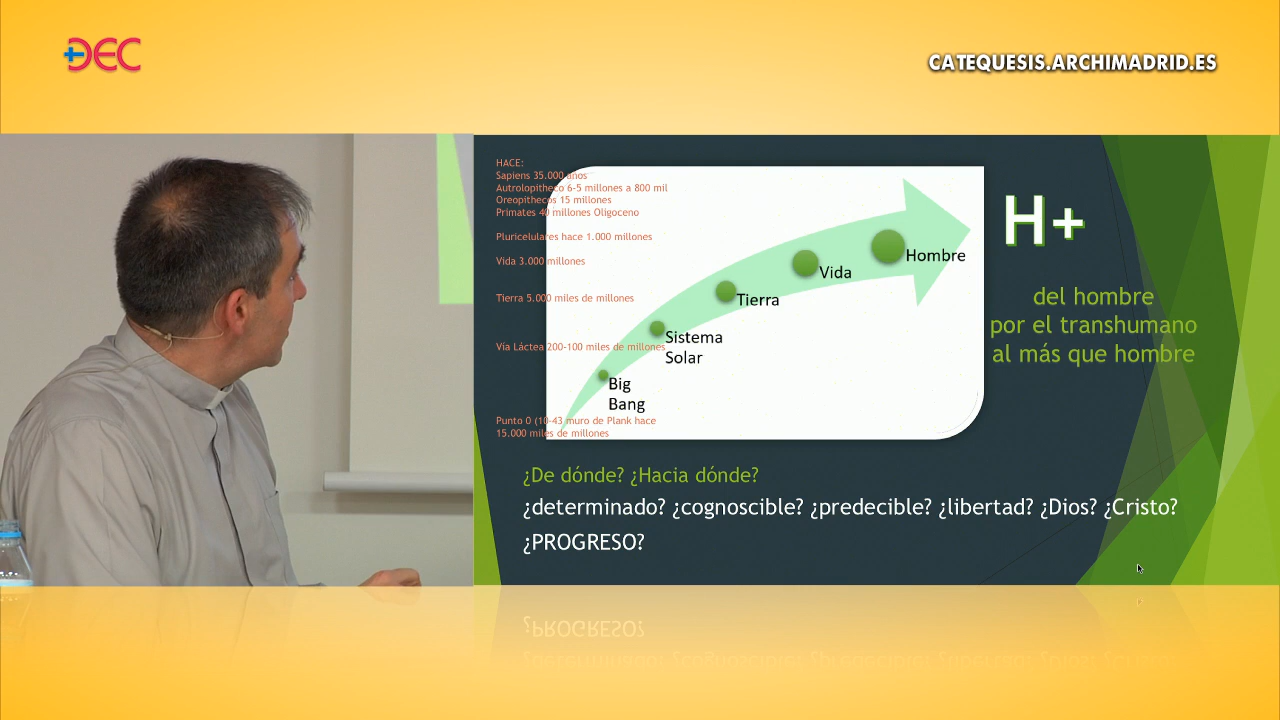 DEC
CATEQUESIS.ARCHIMADRID.ES
HACE:
Sapiens 35.000 años
Autrolopitheco 6-5 millones a 800 mil
Oreopithecos 15 millones
Primates 40 millones Oligoceno
Pluricelulares hace 1.000 millones
Vida 3.000 millones
Tierra 5.000 miles de millones
Vía Láctea 200-100 miles de millones
Punto 0 (10-43 muro de Plank hace
15.000 miles de millones
Big
Bang
Sistema
Solar
Tierra
Vida
Hombre
H+
del hombre
por el transhumano
al más que hombre
¿De dónde? ¿Hacia dónde?
¿determinado? ¿cognoscible? ¿predecible? ¿libertad? ¿Dios? ¿Cristo?
¿PROGRESO?